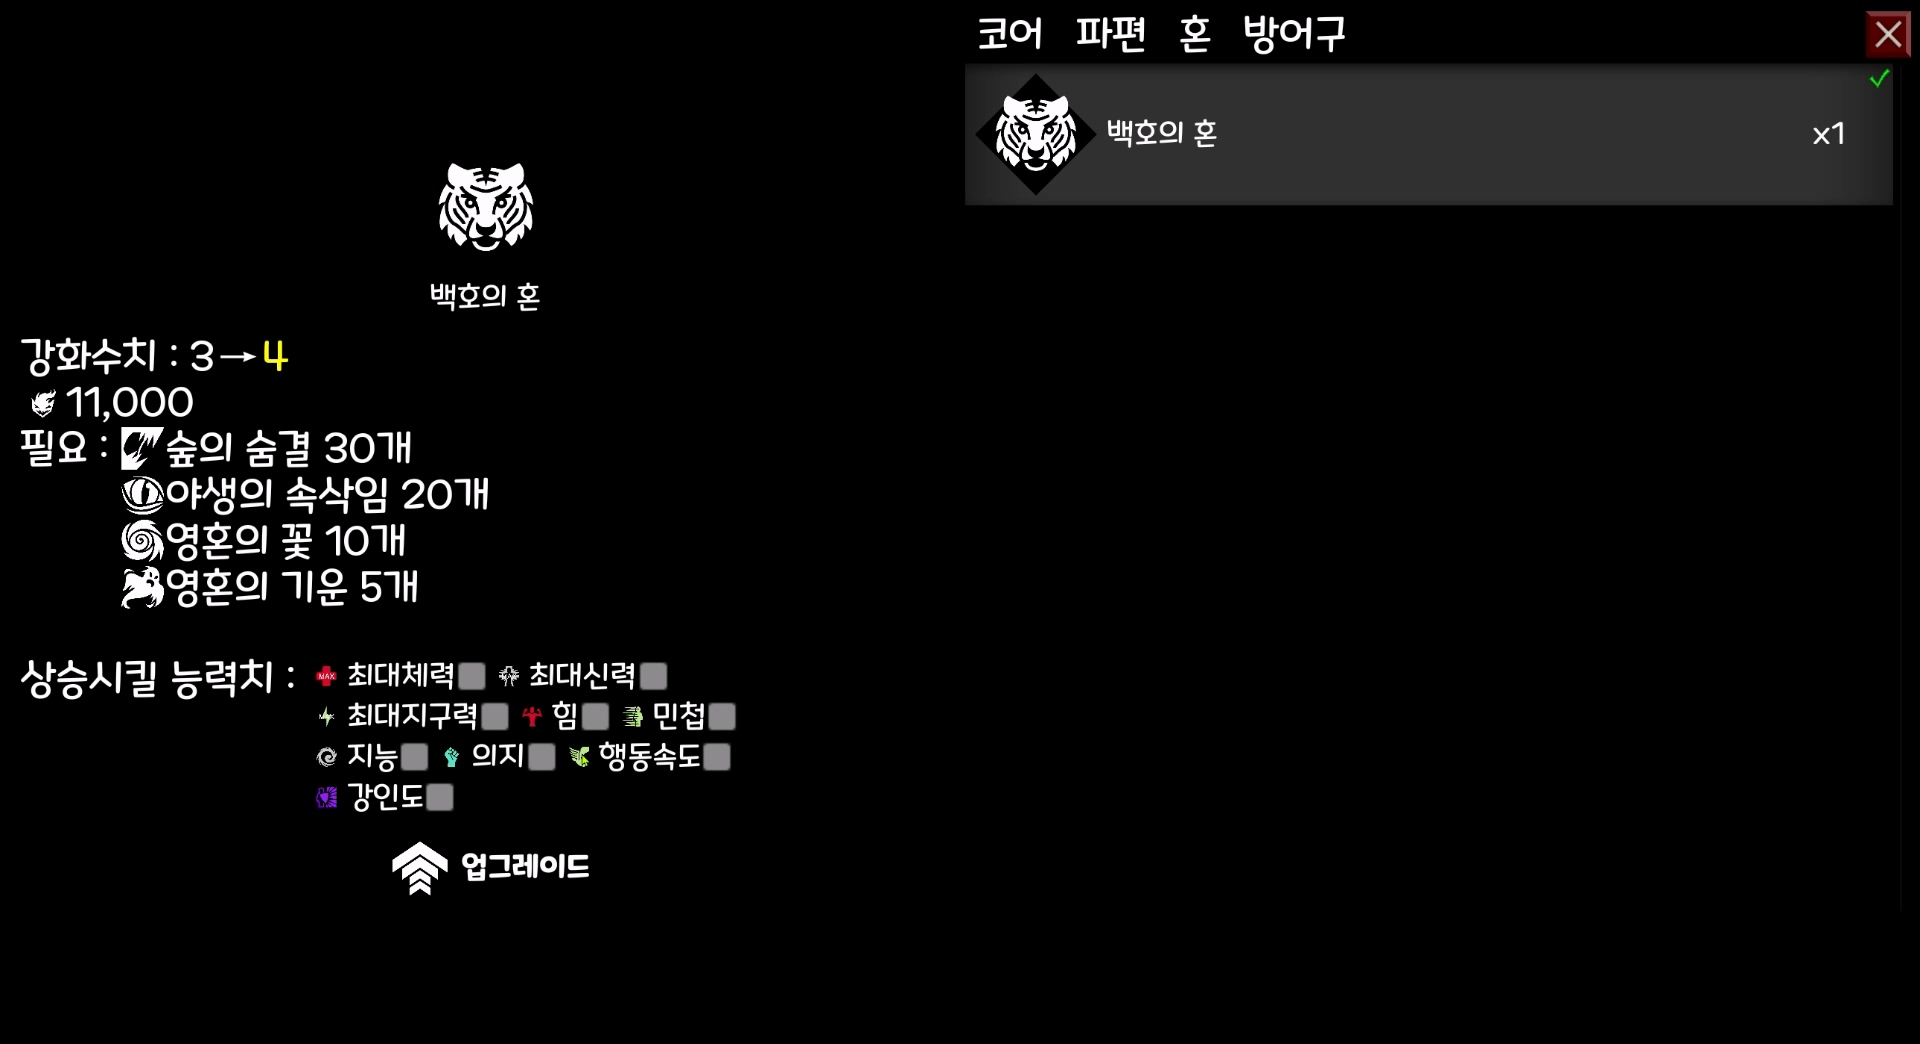 코어 파편 혼 방어구
백호의 혼 x1
백호의 혼
강화수치 : 3→4
11,000
필요 : 숲의 숨결 30개
야생의 속삭임 20개
영혼의 꽃 10개
영혼의 기운 5개
상승시킬 능력치 : MAX 최대체력 최대신력
최대지구력 힘 민첩
지능 의지 행동속도
강인도
업그레이드